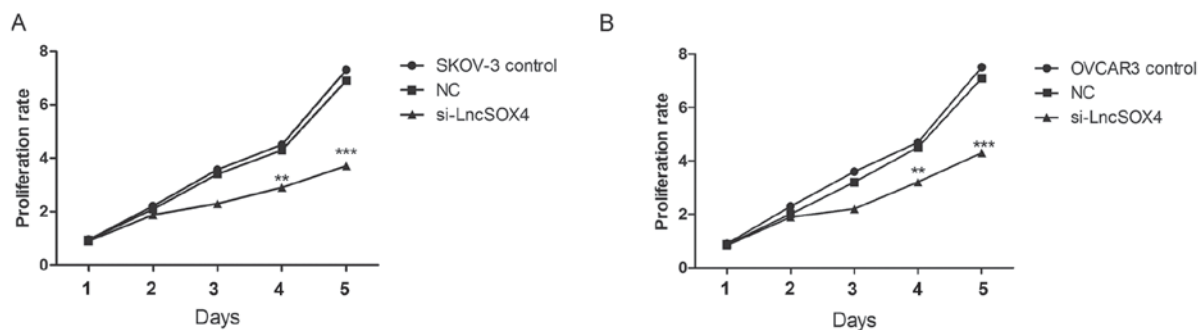 A
Proliferation rate
8
6
4
2
0
1 2 3 4 5
Days
SKOV-3 control
NC
si-LncSOX4
**
***
B
Proliferation rate
8
6
4
2
0
1 2 3 4 5
Days
OVCAR3 control
NC
si-LncSOX4
**
***